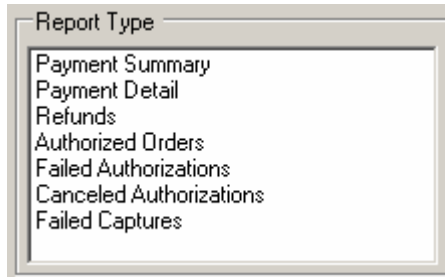 Report Type
Payment Summary
Payment Detail
Refunds
Authorized Orders
Failed Authorizations
Canceled Authorizations
Failed Captures